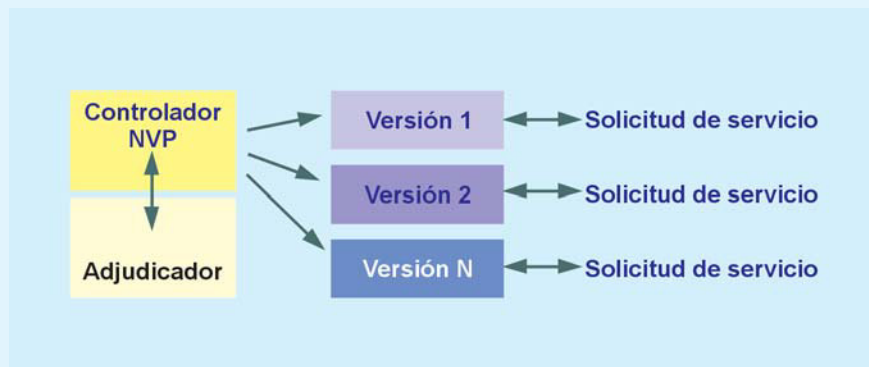 Controlador
NVP
Adjudicador
Versión 1
Solicitud de servicio
Versión 2
Solicitud de servicio
Versión N
Solicitud de servicio